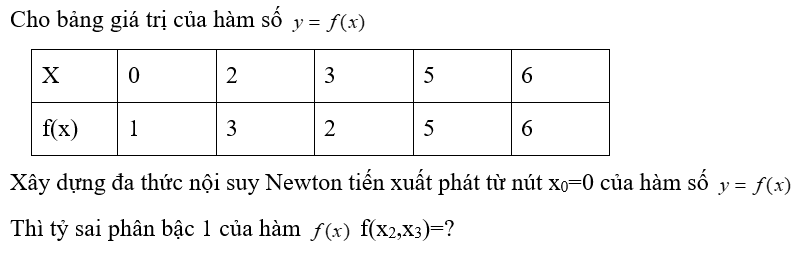 Cho bảng giá trị của hàm số y = f(x)
X 0 2 3 5 6
f(x) 1 3 2 5 6
Xây dựng đa thức nội suy Newton tiến xuất phát từ nút x₀=0 của hàm số y = f(x)
Thì tỷ sai phân bậc 1 của hàm f(x) f(x₂,x₃)=?